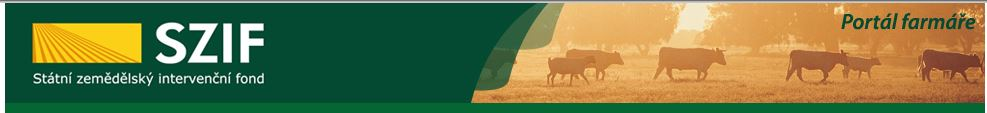 SZIF
Státní zemědělský intervenční fond
Portál farmáře